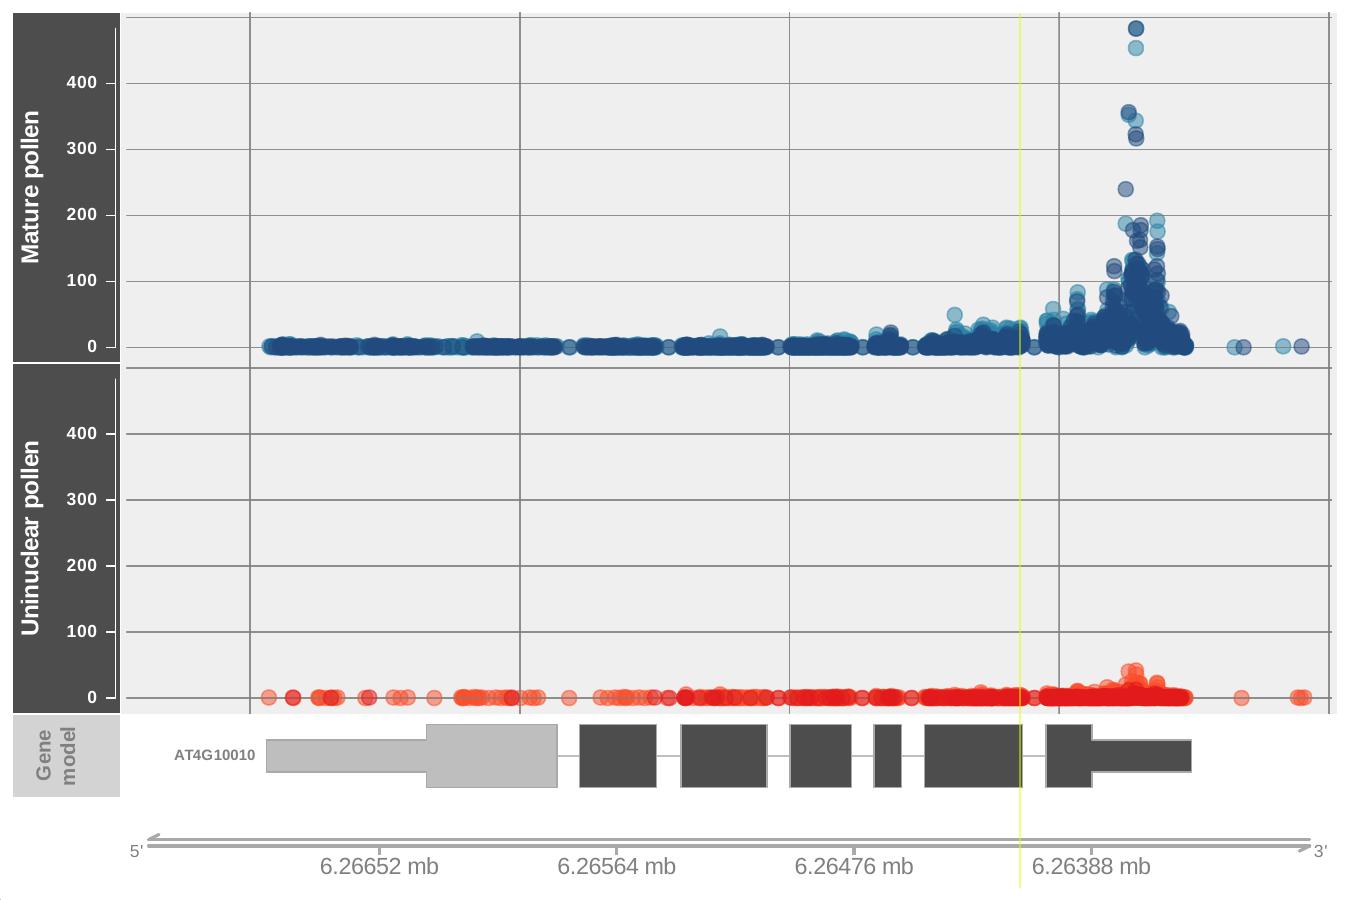 Mature pollen
400
300
200
100
0
Uninuclear pollen
400
300
200
100
0
Gene
model
AT4G10010
5'
3'
6.26652 mb
6.26564 mb
6.26476 mb
6.26388 mb